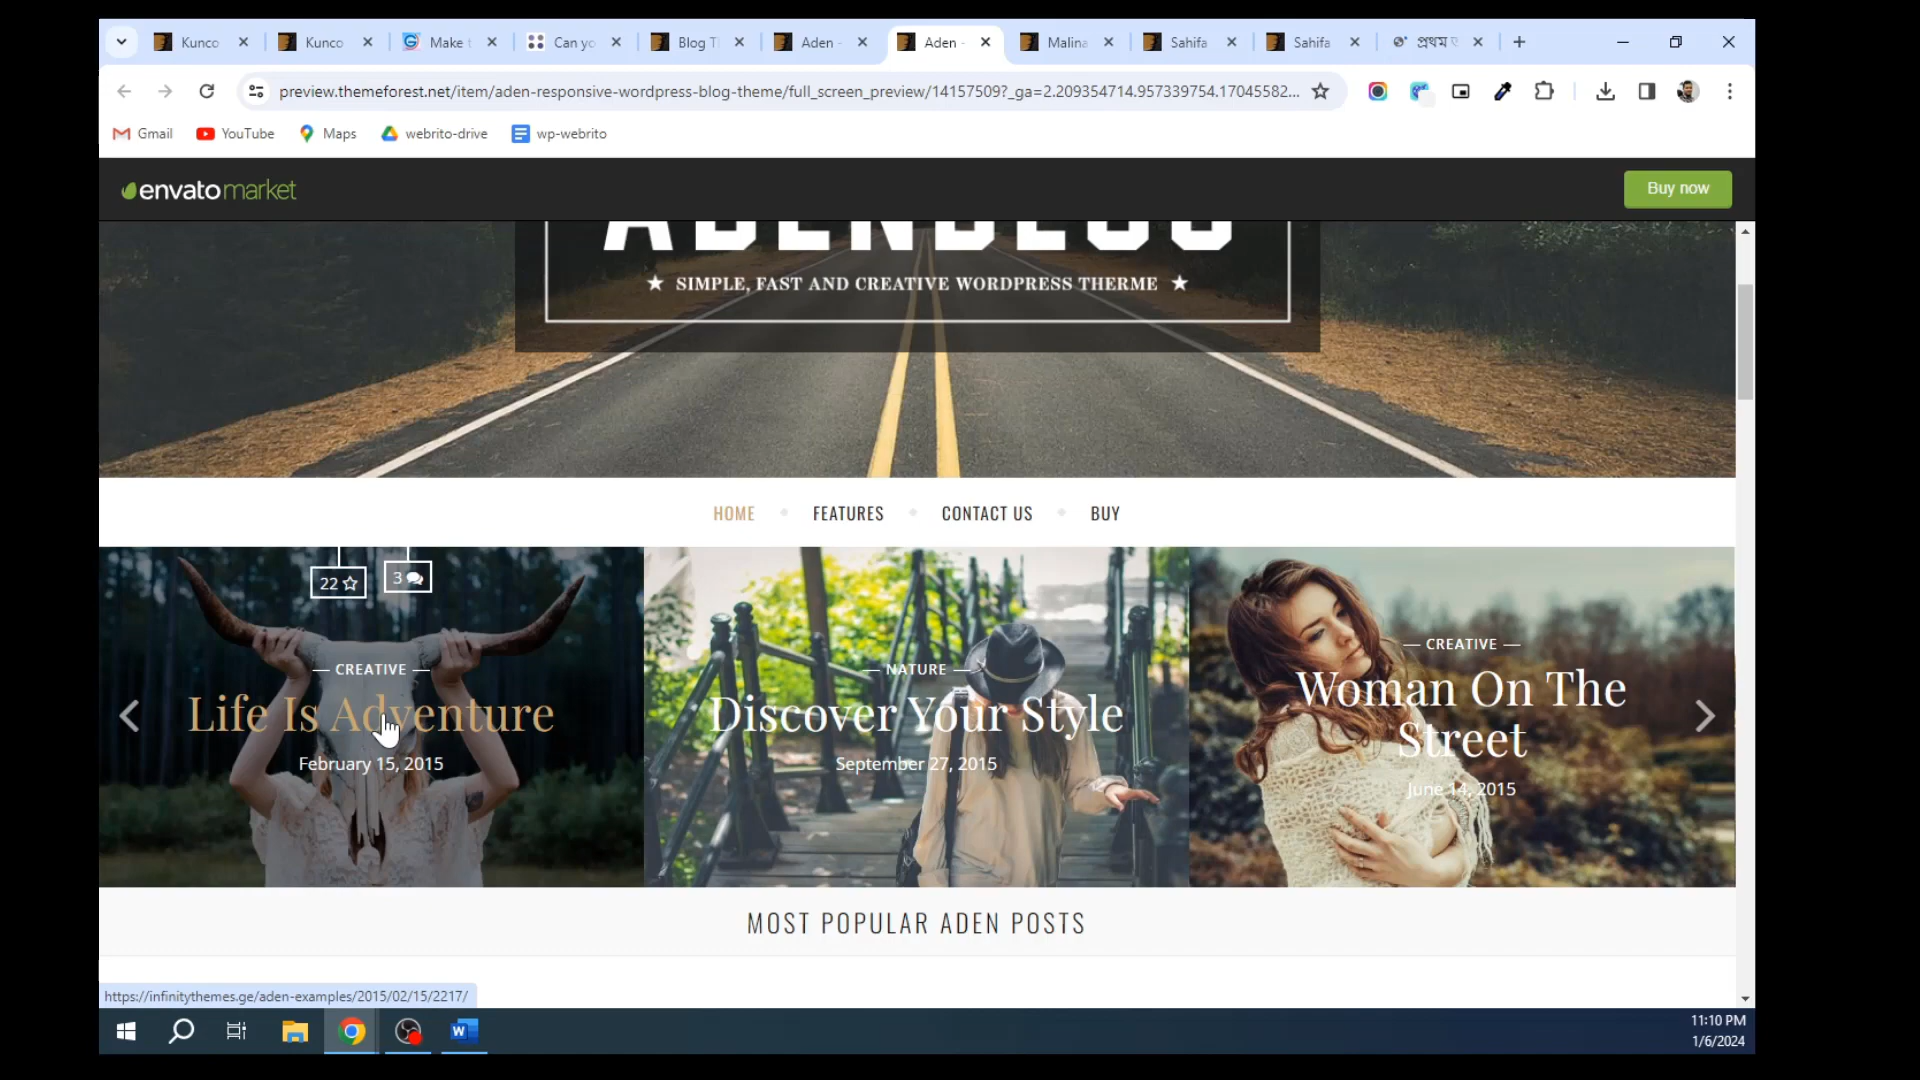 Kunco
Kunco
Make t
Can yo
Blog T
Aden -
Aden -
Malina
Sahifa
Sahifa
প্রথম
preview.themeforest.net/item/aden-responsive-wordpress-blog-theme/full_screen_preview/14157509?_ga=2.209354714.957339754.17045582...
Gmail
YouTube
Maps
webrito-drive
wp-webrito
envatomarket
Buy now
ADENBLOG
★ SIMPLE, FAST AND CREATIVE WORDPRESS THERME ★
HOME
FEATURES
CONTACT US
BUY
22
3
— CREATIVE —
Life Is Adventure
February 15, 2015
— NATURE —
Discover Your Style
September 27, 2015
— CREATIVE —
Woman On The
Street
June 14, 2015
MOST POPULAR ADEN POSTS
https://infinitythemes.ge/aden-examples/2015/02/15/2217/
11:10 PM
1/6/2024